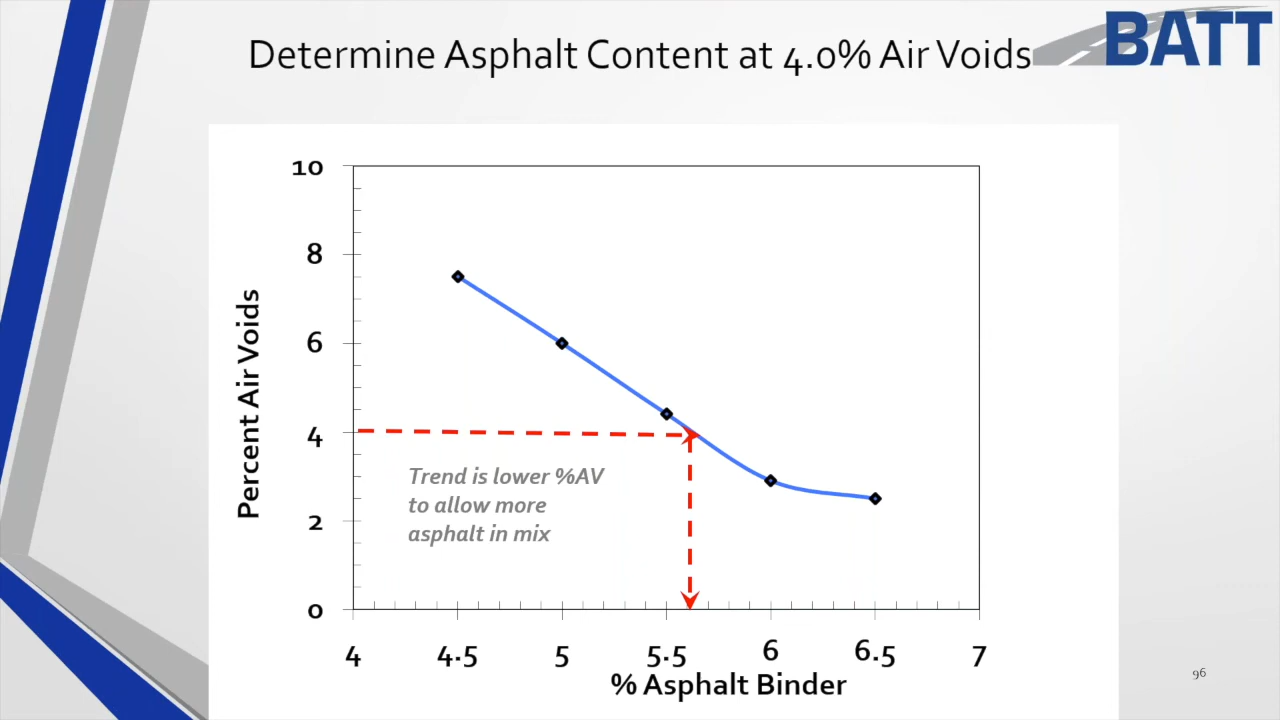 Determine Asphalt Content at 4.0% Air Voids
BATT
10
8
6
4
2
0
Percent Air Voids
Trend is lower %AV
to allow more
asphalt in mix
4 4.5 5 5.5 6 6.5 7
% Asphalt Binder
96